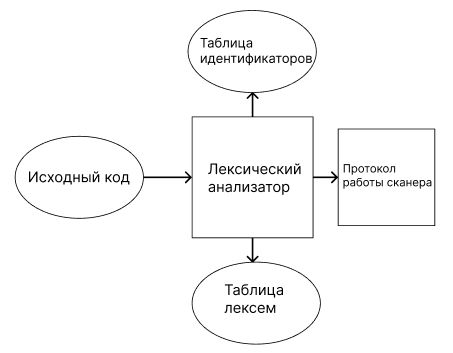 Таблица
идентификаторов
Исходный код
Лексический
анализатор
Протокол
работы сканера
Таблица
лексем